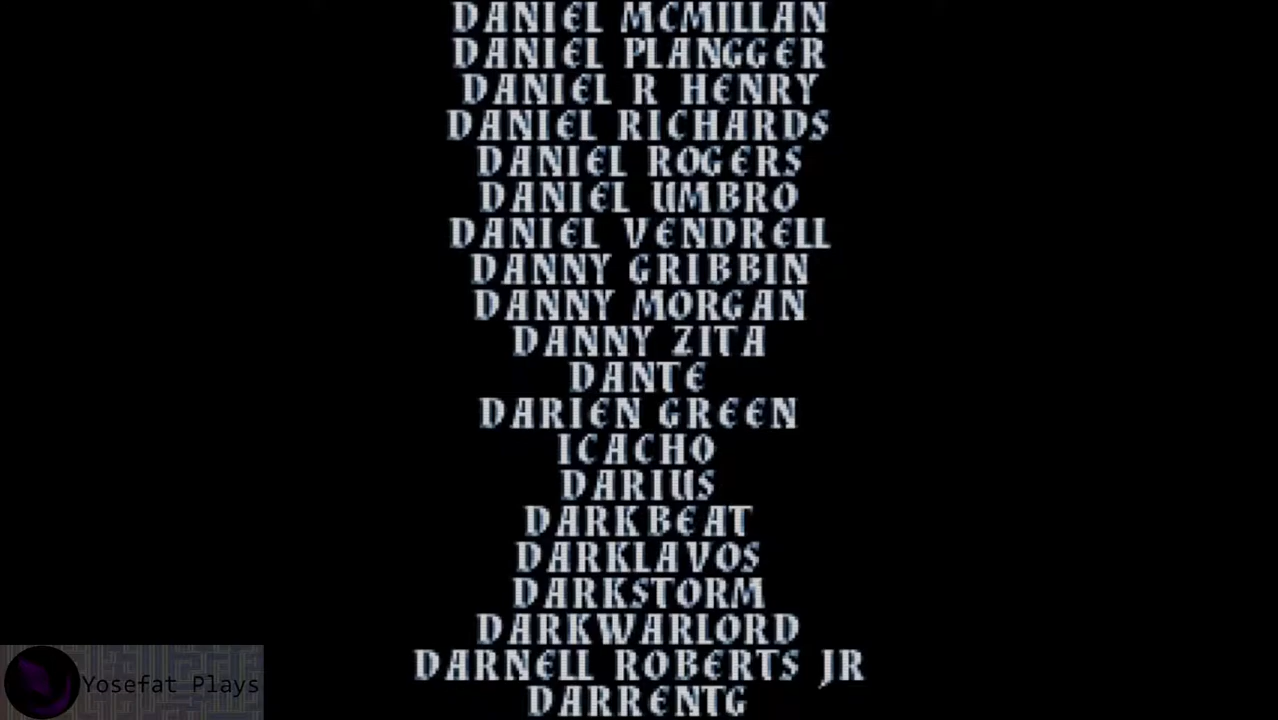 DANIEL MCMILLAN
DANIEL PLANGGER
DANIEL R HENRY
DANIEL RICHARDS
DANIEL ROGERS
DANIEL UMBRO
DANIEL VENDRELL
DANNY GRIBBIN
DANNY MORGAN
DANNY ZITA
DANTE
DARIEN GREEN
ICACHO
DARIUS
DARKBEAT
DARKLAVOS
DARKSTORM
DARKWARLORD
DARNELL ROBERTS JR
DARRENTG
Yosefat Plays